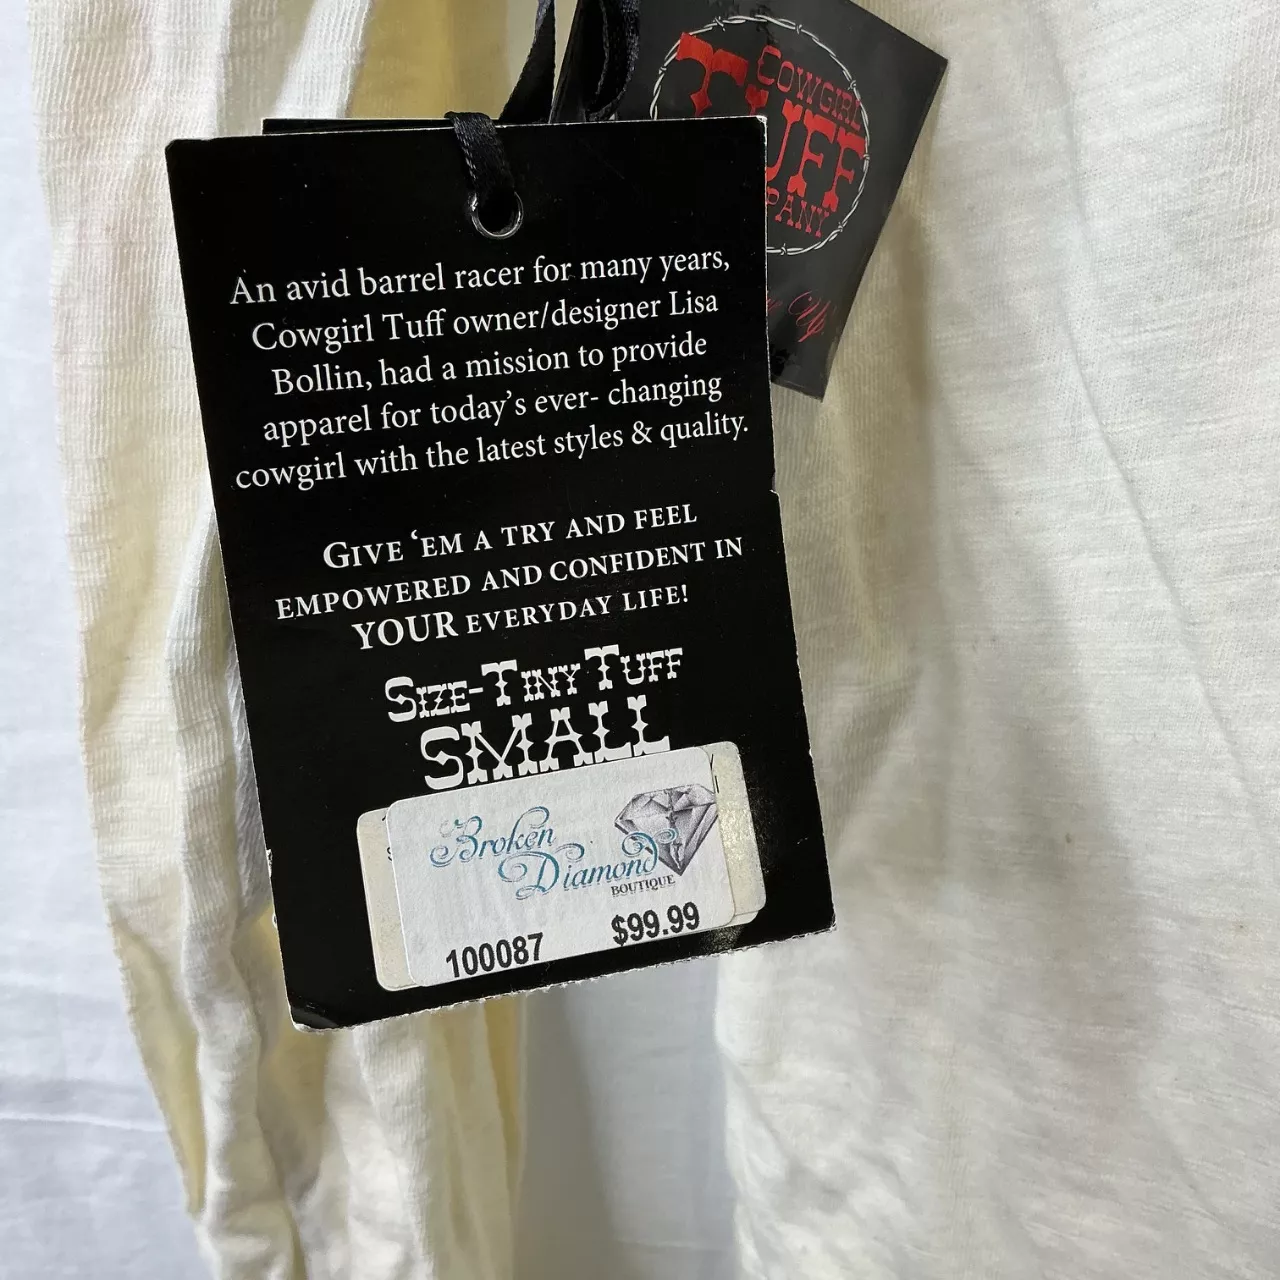 COWGIRL
TUFF
An avid barrel racer for many years,
Cowgirl Tuff owner/designer Lisa
Bollin, had a mission to provide
apparel for today's ever- changing
cowgirl with the latest styles & quality.
GIVE 'EM A TRY AND FEEL
EMPOWERED AND CONFIDENT IN
YOUR EVERYDAY LIFE!
SIZE-TINY TUFF
SMALL
Broken
Diamond
BOUTIQUE
100087 $99.99